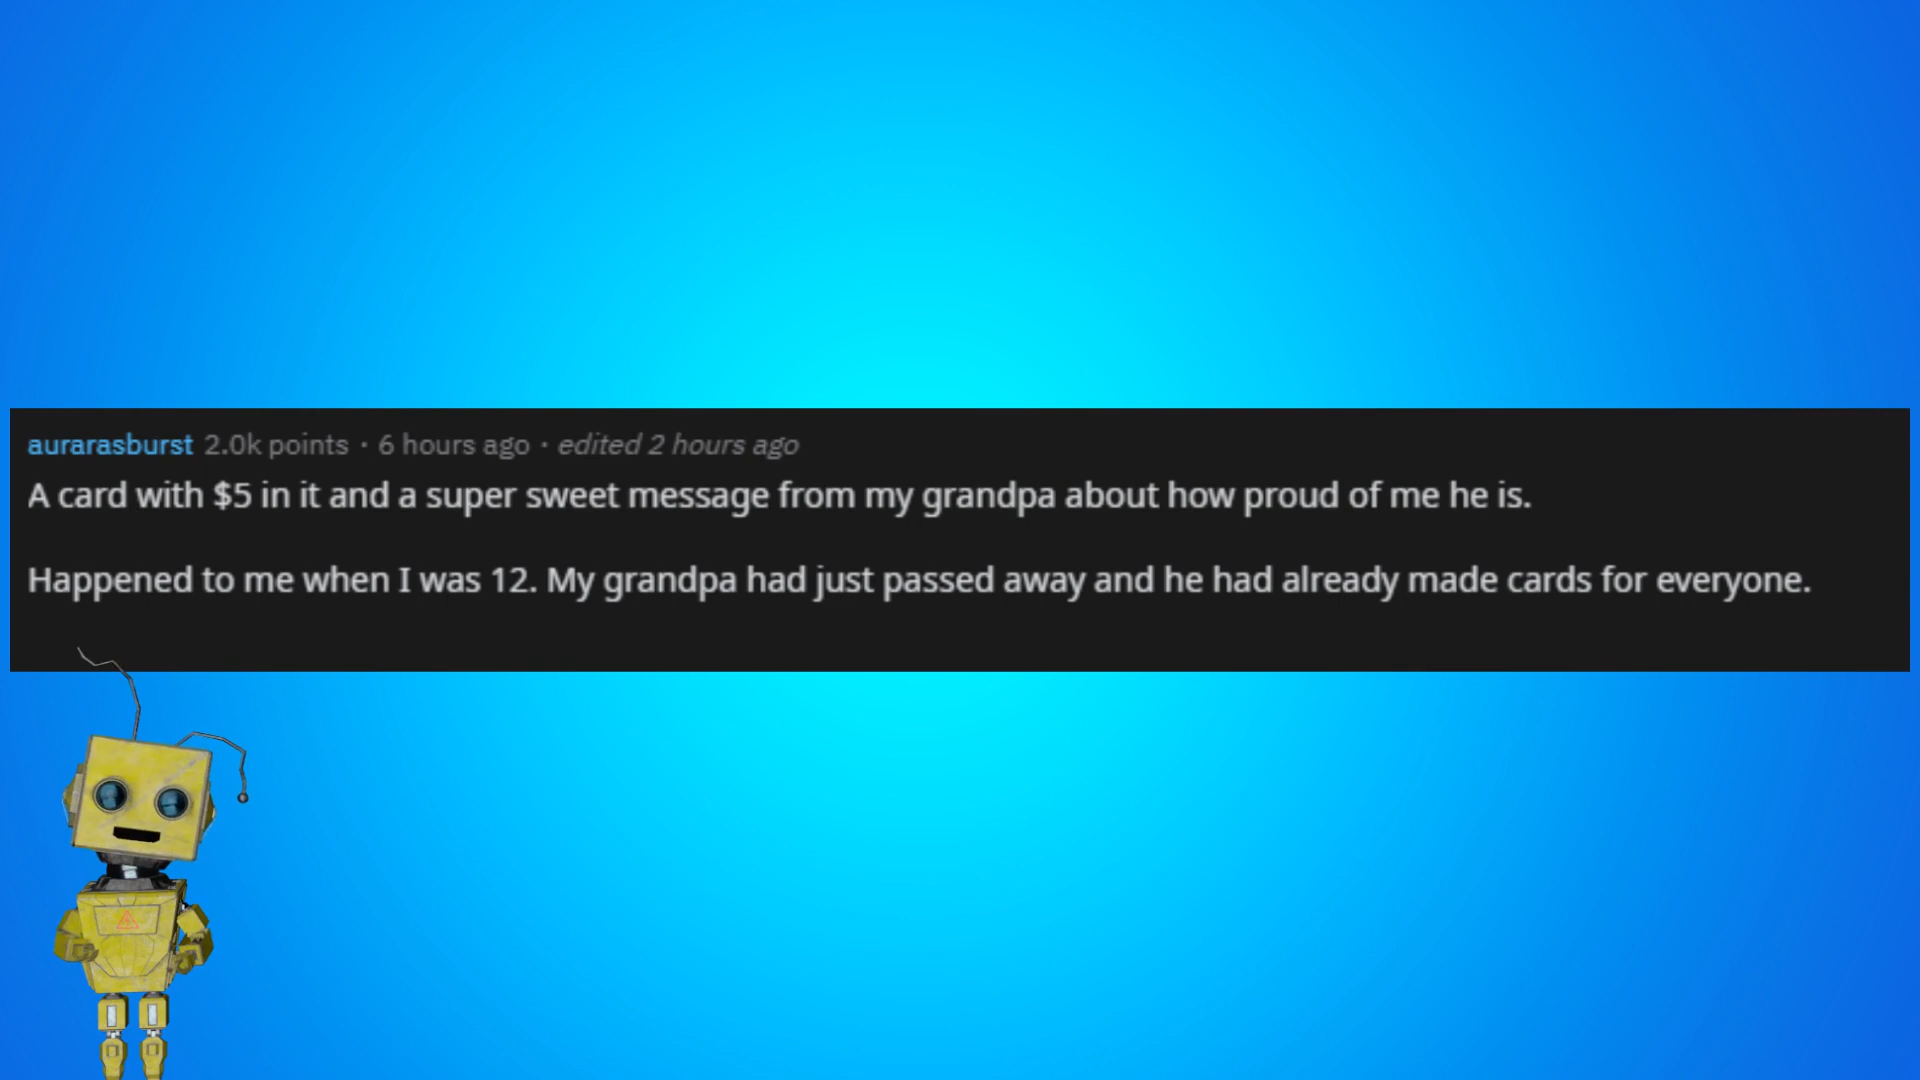 aurarasburst 2.0k points · 6 hours ago · edited 2 hours ago
A card with $5 in it and a super sweet message from my grandpa about how proud of me he is.
Happened to me when I was 12. My grandpa had just passed away and he had already made cards for everyone.